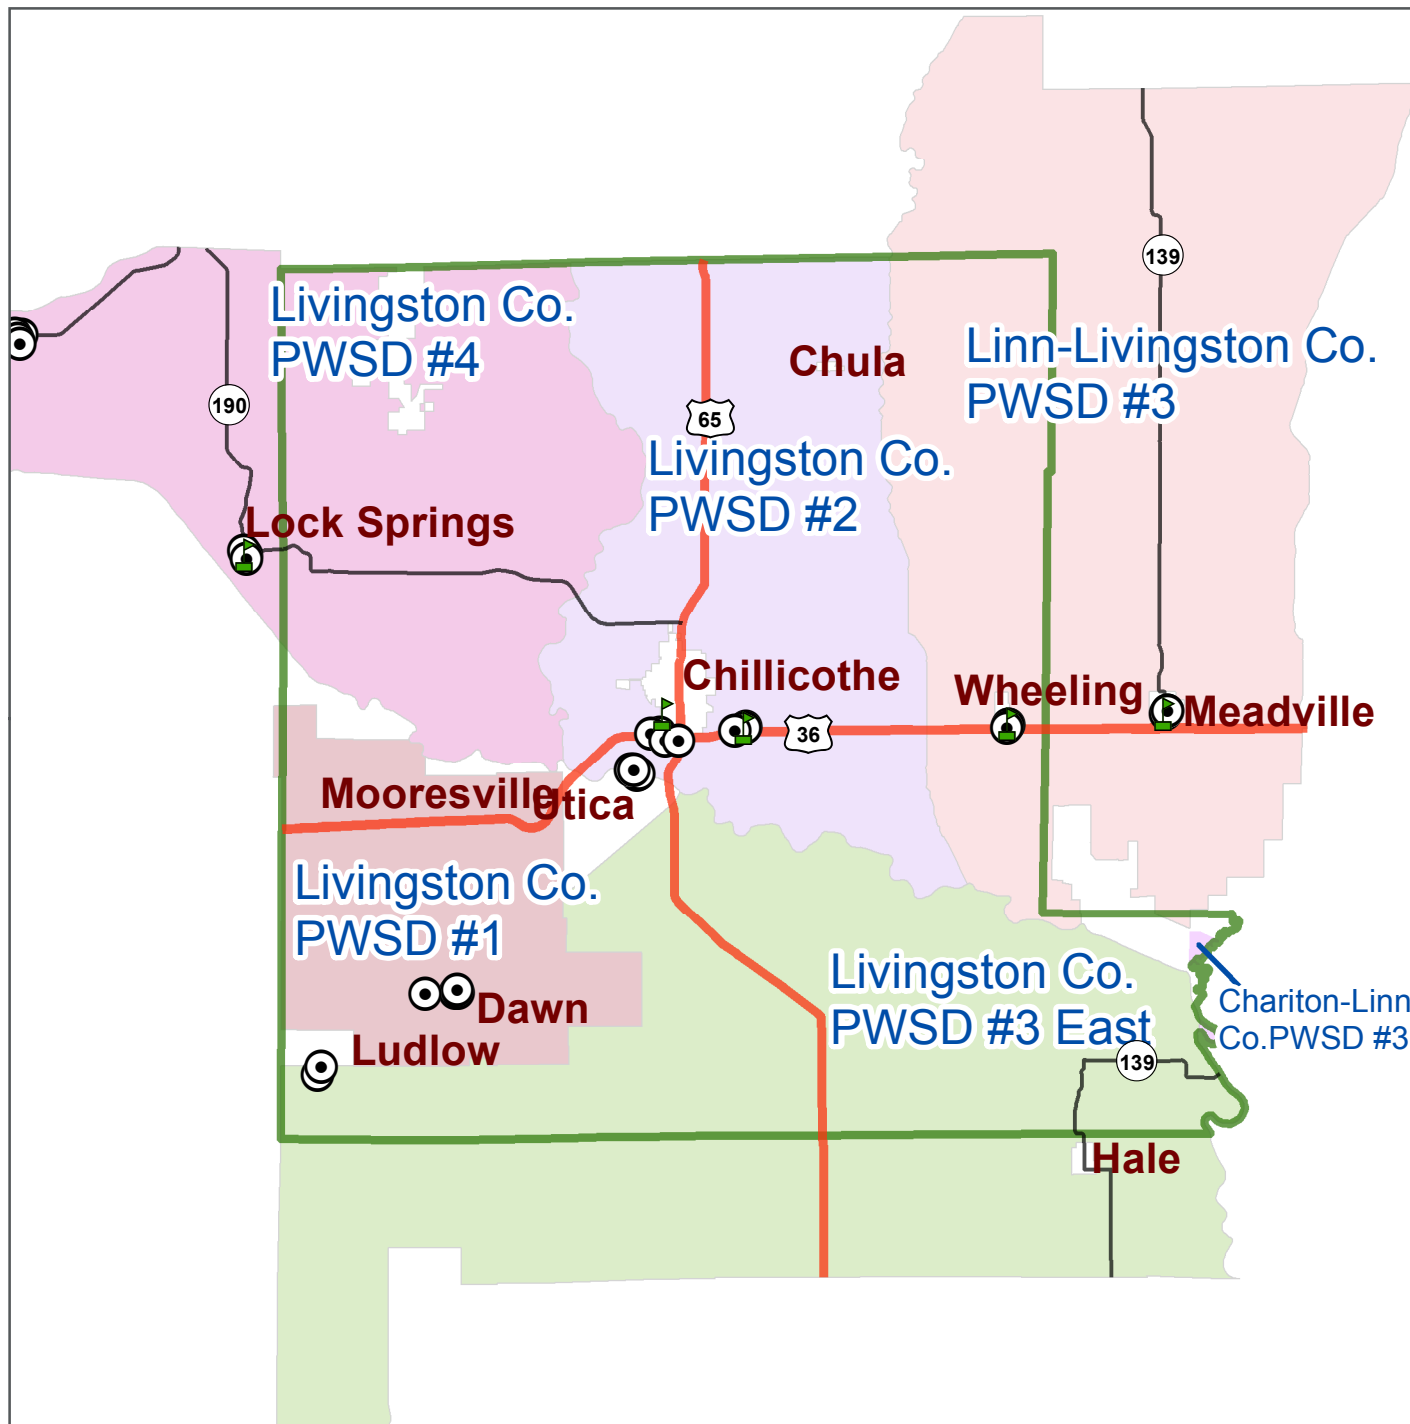 139
Livingston Co.
PWSD #4
Linn-Livingston Co.
PWSD #3
Chula
190
65
Livingston Co.
PWSD #2
Lock Springs
Chillicothe
Wheeling
Meadville
36
Mooresville
Utica
Livingston Co.
PWSD #1
Livingston Co.
PWSD #3 East
Chariton-Linn
Co.PWSD #3
Dawn
Ludlow
139
Hale